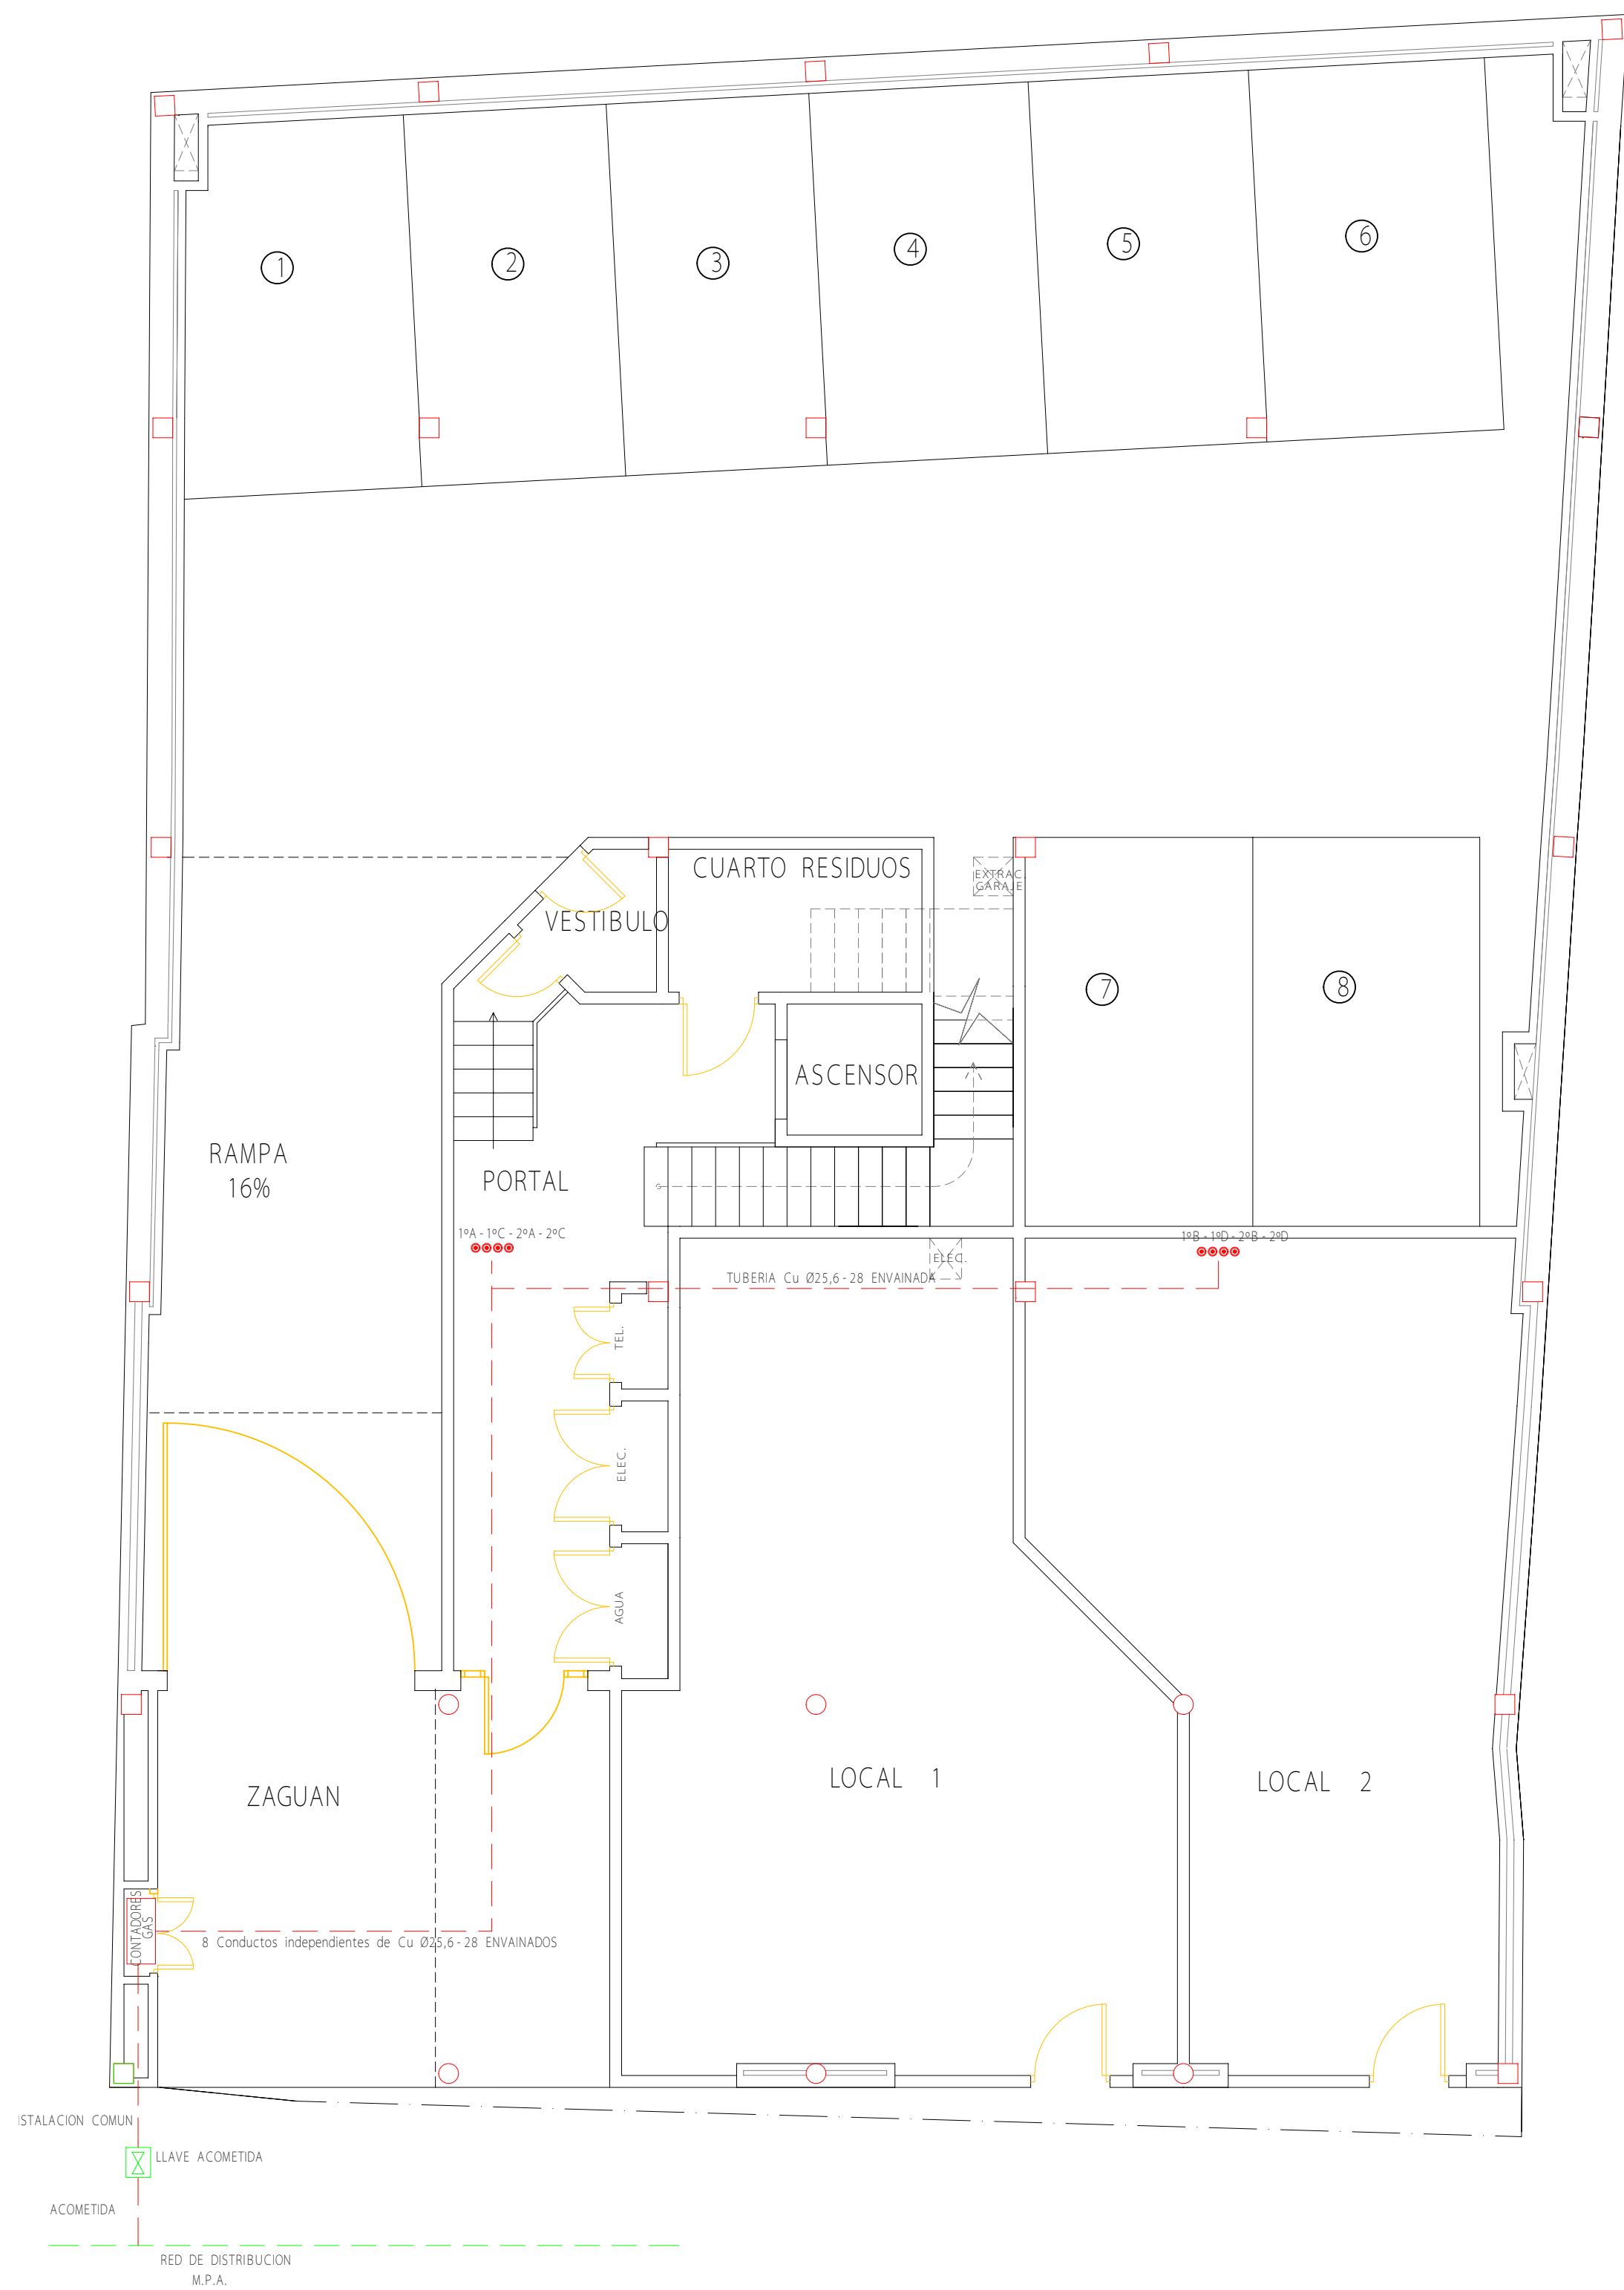 1
2
3
4
5
6
CUARTO RESIDUOS
EXTRAC.
GARAJE
VESTIBULO
7
8
ASCENSOR
RAMPA
16%
PORTAL
1ºA - 1ºC - 2ºA - 2ºC
1ºB - 1ºD - 2ºB - 2ºD
ELEC.
TUBERIA Cu Ø25,6 - 28 ENVAINADA
TEL.
ELEC.
AGUA
LOCAL 1
LOCAL 2
ZAGUAN
CONTADORES
GAS
8 Conductos independientes de Cu Ø25,6 - 28 ENVAINADOS
STALACION COMUN
LLAVE ACOMETIDA
ACOMETIDA
RED DE DISTRIBUCION
M.P.A.